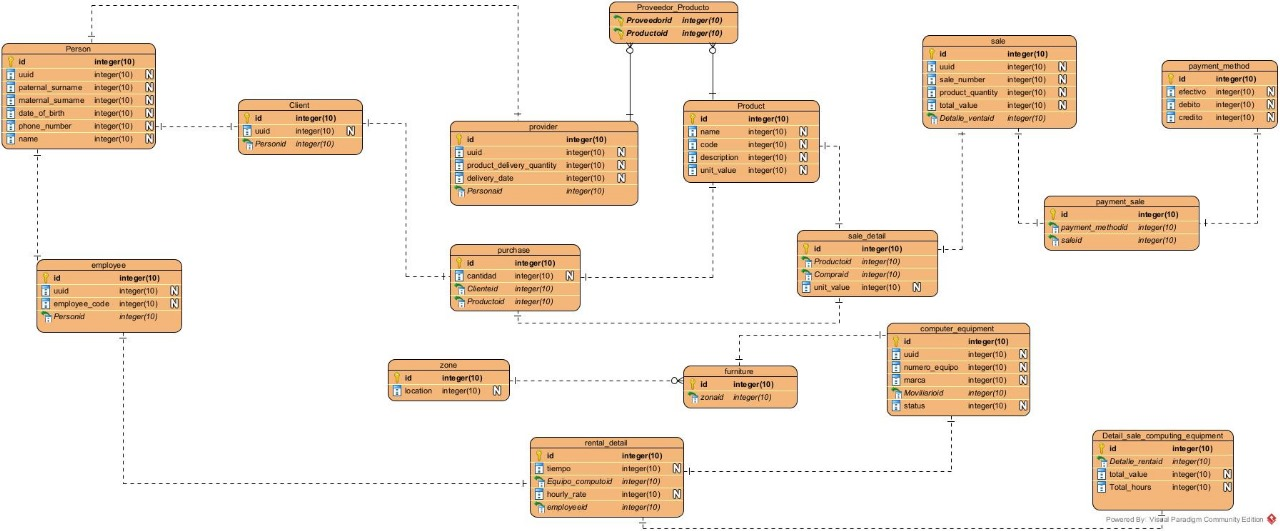 Person
id integer(10)
uuid integer(10) N
paternal_surname integer(10) N
maternal_surname integer(10) N
date_of_birth integer(10) N
phone_number integer(10) N
name integer(10) N
Client
id integer(10)
uuid integer(10) N
Personid integer(10)
provider
id integer(10)
uuid integer(10) N
product_delivery_quantity integer(10) N
delivery_date integer(10) N
Personaid integer(10)
Proveedor_Producto
ProveedorId integer(10)
Productoid integer(10)
Product
id integer(10)
name integer(10) N
code integer(10) N
description integer(10) N
unit_value integer(10) N
sale
id integer(10)
uuid integer(10) N
sale_number integer(10) N
product_quantity integer(10) N
total_value integer(10) N
Detalle_ventaid integer(10)
payment_method
id integer(10)
efectivo integer(10) N
debito integer(10) N
credito integer(10) N
payment_sale
id integer(10)
payment_methodid integer(10)
saleid integer(10)
sale_detail
id integer(10)
Productoid integer(10)
Compraid integer(10)
unit_value integer(10) N
purchase
id integer(10)
cantidad integer(10) N
Clienteid integer(10)
Productoid integer(10)
employee
id integer(10)
uuid integer(10) N
employee_code integer(10) N
Personid integer(10)
zone
id integer(10)
location integer(10) N
furniture
id integer(10)
zonaid integer(10)
computer_equipment
id integer(10)
uuid integer(10) N
numero_equipo integer(10) N
marca integer(10) N
Moviliarioid integer(10)
status integer(10) N
rental_detail
id integer(10)
tiempo integer(10) N
Equipo_computoid integer(10)
hourly_rate integer(10) N
employeeid integer(10)
Detail_sale_computing_equipment
id integer(10)
Detalle_rentaid integer(10)
total_value integer(10) N
Total_hours integer(10) N
Powered By: Visual Paradigm Community Edition